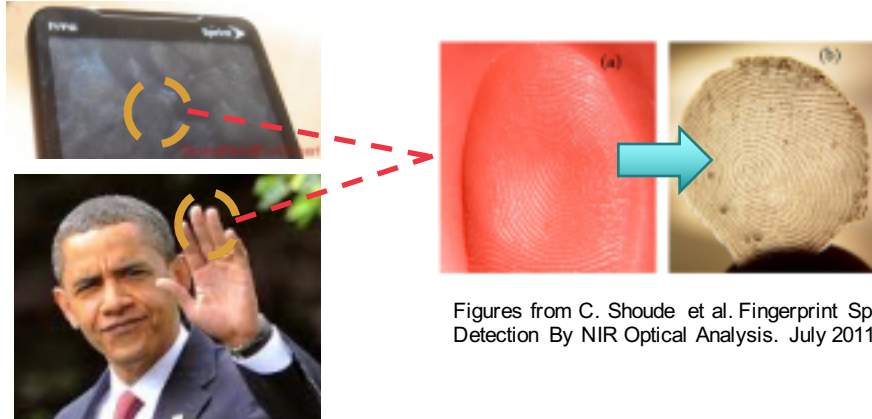 HTC
Sprint
(a)
(b)
Figures from C. Shoude et al. Fingerprint Sp
Detection By NIR Optical Analysis. July 2011